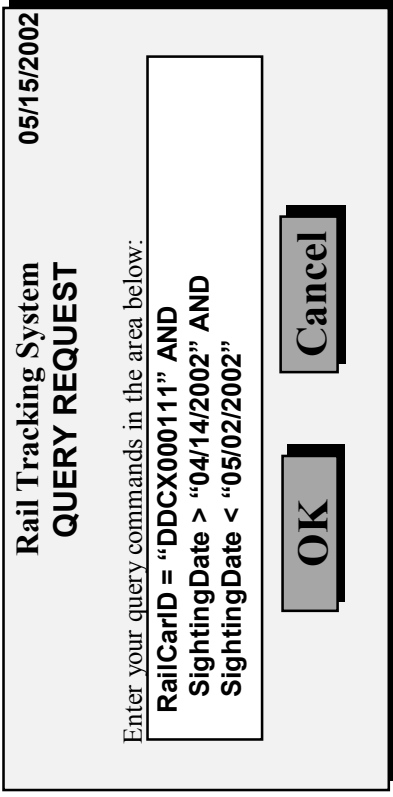 Rail Tracking System 05/15/2002
QUERY REQUEST
Enter your query commands in the area below:
RailCarID = “DDCX000111” AND
SightingDate > “04/14/2002” AND
SightingDate < “05/02/2002”
OK Cancel